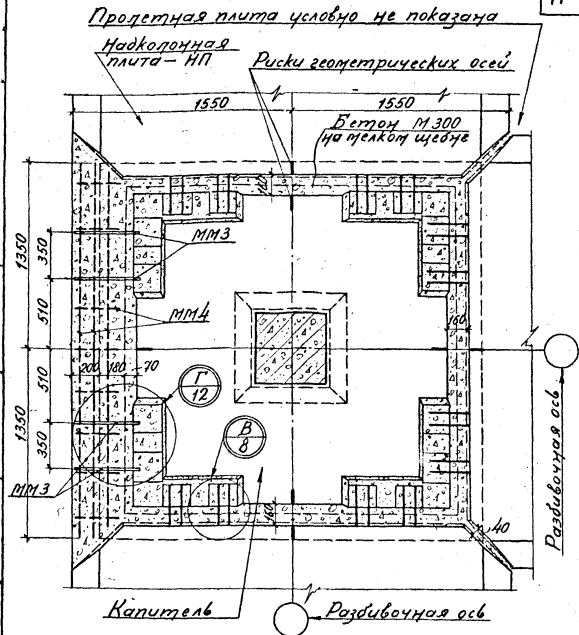 Пролетная плита условно не показана
Надколонная
плита – НП
Риски геометрических осей
1550
1550
Бетон М300
на мелком щебне
160
1350
350
ММ3
510
ММ4
160
200 180 70
Г
12
510
1350
350
В
8
ММ3
160
40
Разбивочная ось
Капитель
Разбивочная ось